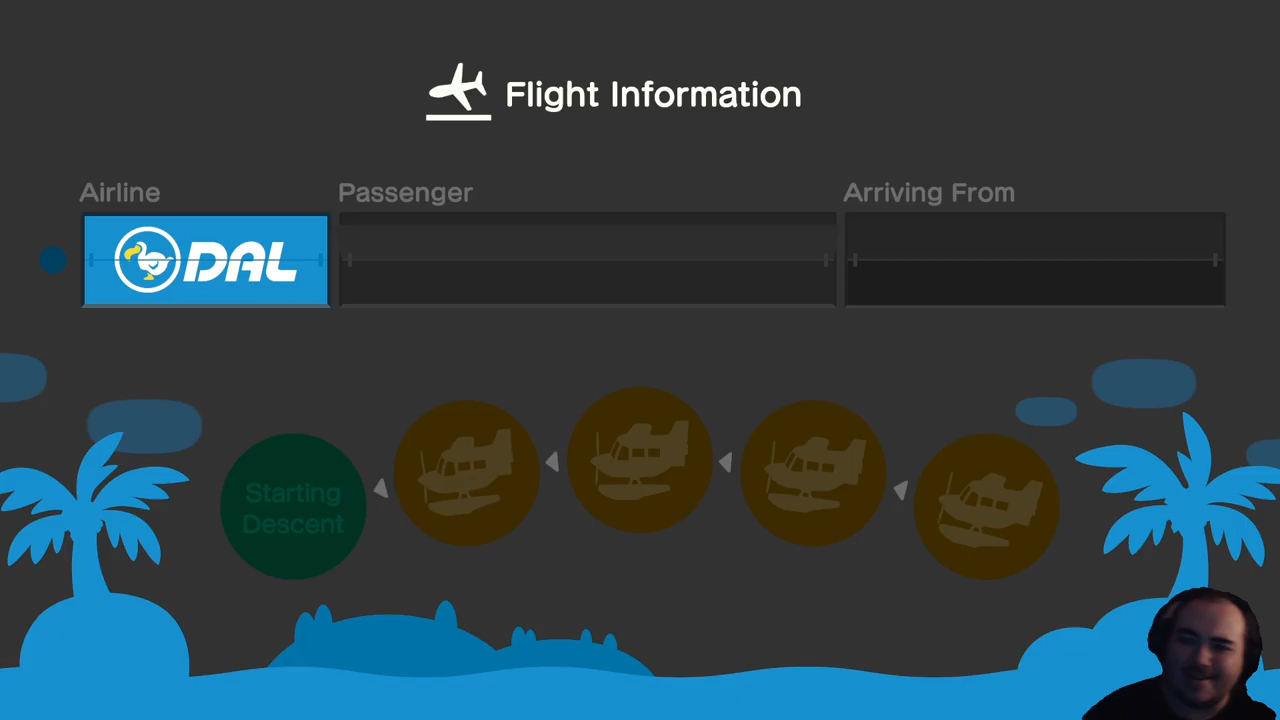 Flight Information
Airline
Passenger
Arriving From
DAL
Starting
Descent